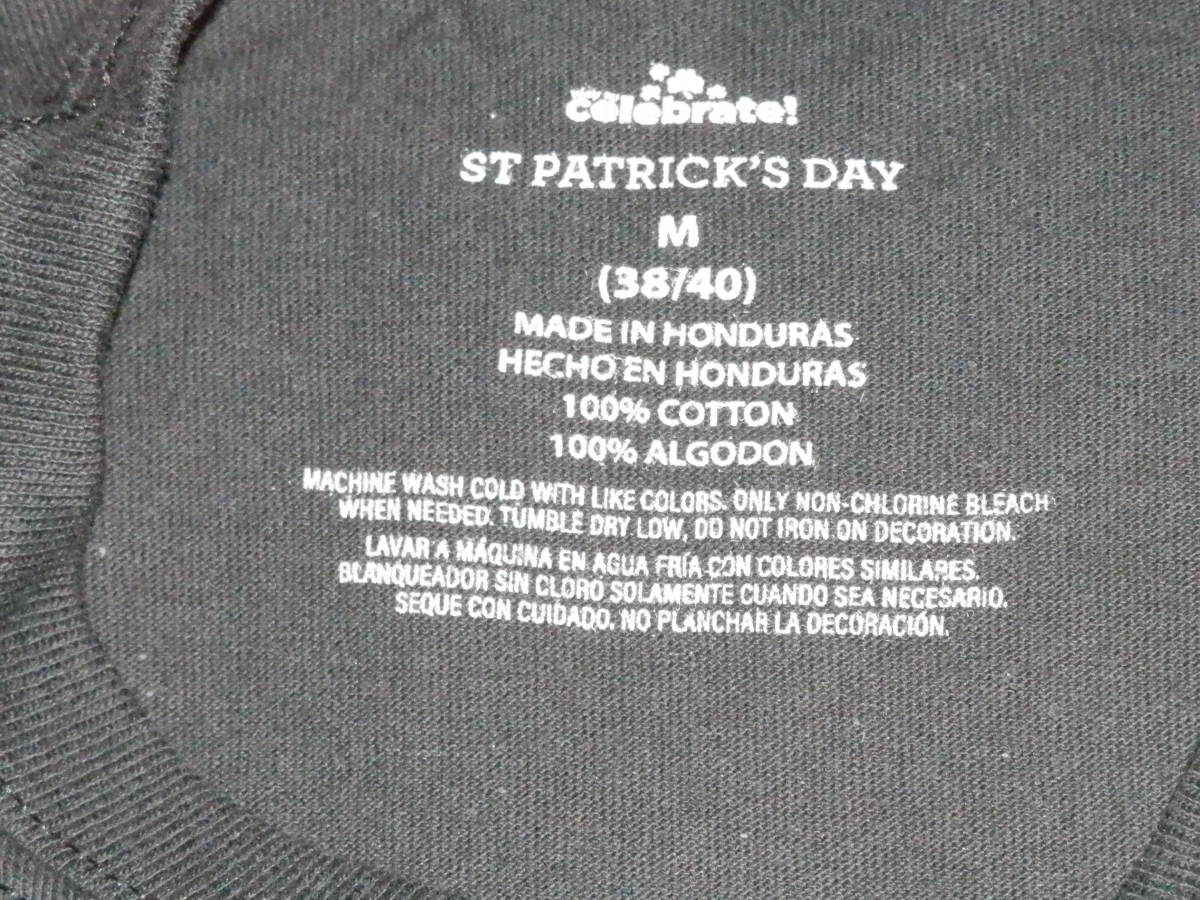 celebrate!
ST PATRICK'S DAY
M
(38/40)
MADE IN HONDURAS
HECHO EN HONDURAS
100% COTTON
100% ALGODON
MACHINE WASH COLD WITH LIKE COLORS. ONLY NON-CHLORINE BLEACH
WHEN NEEDED. TUMBLE DRY LOW, DO NOT IRON ON DECORATION.
LAVAR A MÁQUINA EN AGUA FRÍA CON COLORES SIMILARES.
BLANQUEADOR SIN CLORO SOLAMENTE CUANDO SEA NECESARIO.
SEQUE CON CUIDADO. NO PLANCHAR LA DECORACIÓN.